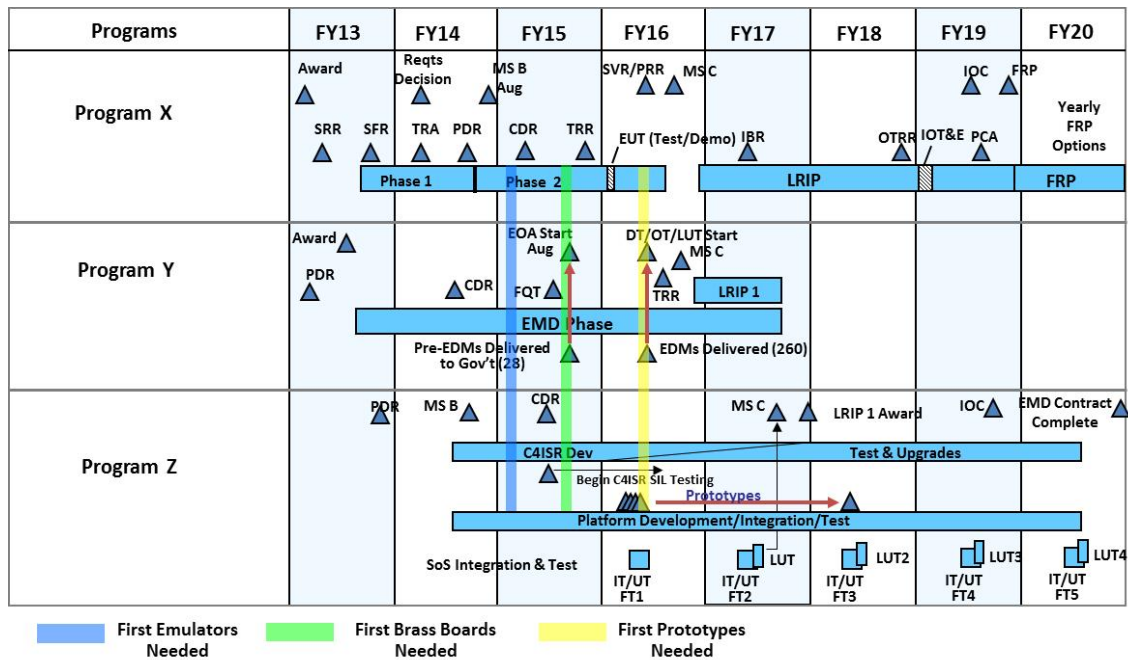 Programs FY13 FY14 FY15 FY16 FY17 FY18 FY19 FY20
Program X
Award
Reqts
Decision
MS B
Aug
SVR/PRR
MS C
IOC
FRP
Yearly
FRP
Options
SRR
SFR
TRA
PDR
CDR
TRR
EUT (Test/Demo)
IBR
OTRR
IOT&E
PCA
Phase 1
Phase 2
LRIP
FRP
Program Y
Award
EOA Start
Aug
DT/OT/LUT Start
MS C
PDR
CDR
FQT
TRR
LRIP 1
EMD Phase
Pre-EDMs Delivered
to Gov't (28)
EDMs Delivered (260)
Program Z
PDR
MS B
CDR
MS C
LRIP 1 Award
IOC
EMD Contract
Complete
C4ISR Dev
Test & Upgrades
Begin C4ISR SIL Testing
Prototypes
Platform Development/Integration/Test
SoS Integration & Test
IT/UT
FT1
LUT
IT/UT
FT2
LUT2
IT/UT
FT3
LUT3
IT/UT
FT4
LUT4
IT/UT
FT5
First Emulators
Needed
First Brass Boards
Needed
First Prototypes
Needed